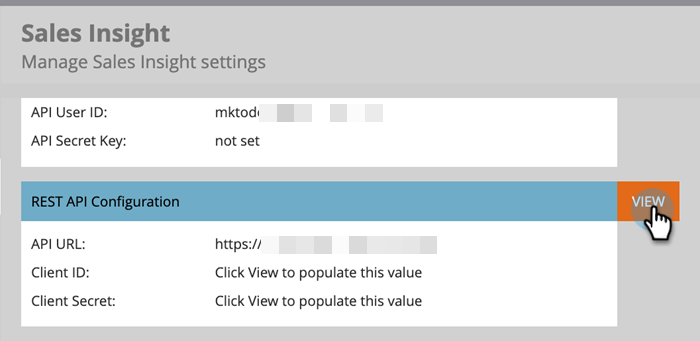 Sales Insight
Manage Sales Insight settings
API User ID: mktod
API Secret Key: not set
REST API Configuration VIEW
API URL: https:/
Client ID: Click View to populate this value
Client Secret: Click View to populate this value